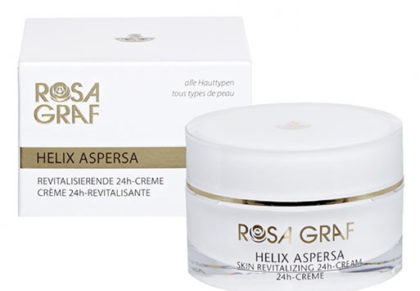 alle Hauttypen
tous types de peau
ROSA
GRAF
HELIX ASPERSA
REVITALISIERENDE 24h-CREME
CRÈME 24h-REVITALISANTE
ROSA GRAF
HELIX ASPERSA
SKIN REVITALIZING 24h-CREAM
24h-CREME